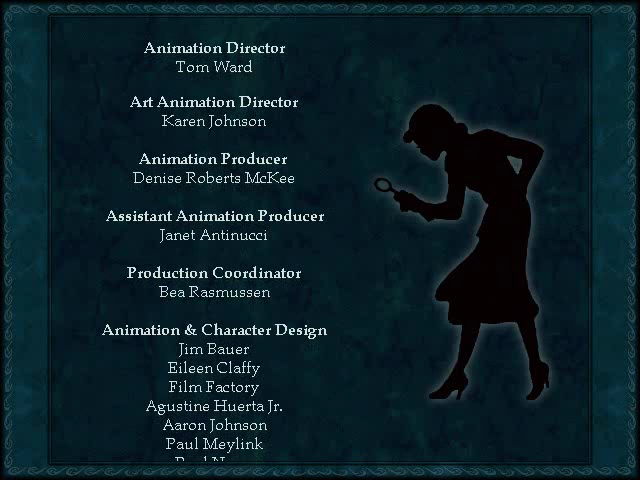 Animation Director
Tom Ward
Art Animation Director
Karen Johnson
Animation Producer
Denise Roberts McKee
Assistant Animation Producer
Janet Antinucci
Production Coordinator
Bea Rasmussen
Animation & Character Design
Jim Bauer
Eileen Claffy
Film Factory
Agustine Huerta Jr.
Aaron Johnson
Paul Meylink